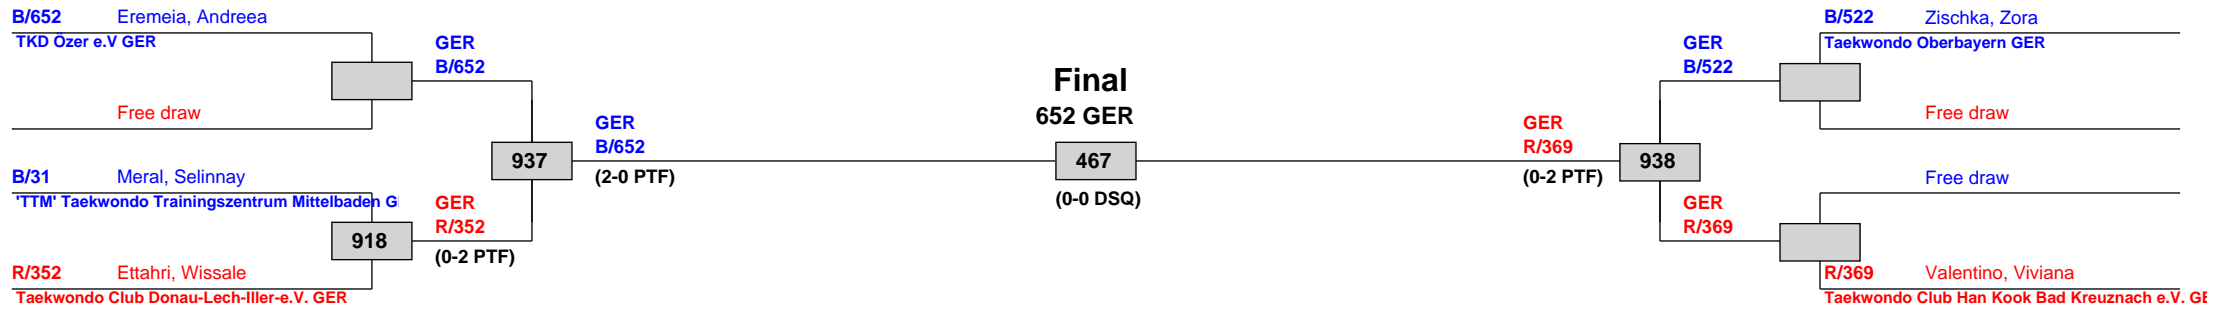 B/652 Eremeia, Andreea
TKD Özer e.V GER
Free draw
B/31 Meral, Selinnay
'TTM' Taekwondo Trainingszentrum Mittelbaden G
918
R/352 Ettahri, Wissale
Taekwondo Club Donau-Lech-Iller-e.V. GER
GER
B/652
GER
R/352
(0-2 PTF)
937
GER
B/652
(2-0 PTF)
Final
652 GER
467
(0-0 DSQ)
GER
R/369
(0-2 PTF)
938
GER
B/522
GER
R/369
B/522 Zischka, Zora
Taekwondo Oberbayern GER
Free draw
Free draw
R/369 Valentino, Viviana
Taekwondo Club Han Kook Bad Kreuznach e.V. GE